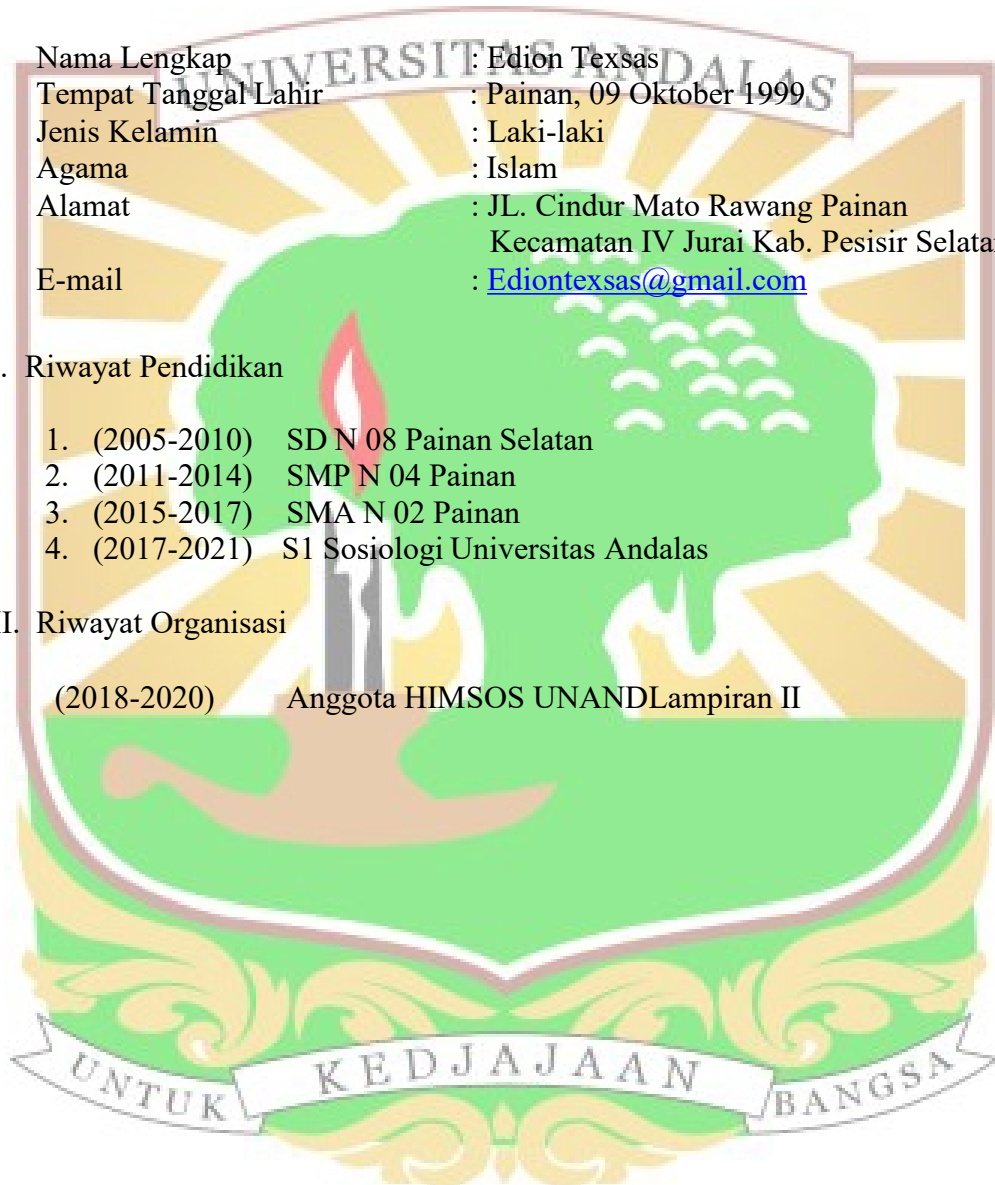 UNIVERSITAS ANDALAS
Nama Lengkap : Edion Texsas
Tempat Tanggal Lahir : Painan, 09 Oktober 1999
Jenis Kelamin : Laki-laki
Agama : Islam
Alamat : JL. Cindur Mato Rawang Painan
Kecamatan IV Jurai Kab. Pesisir Selatan
E-mail : Ediontexsas@gmail.com
. Riwayat Pendidikan
1. (2005-2010) SD N 08 Painan Selatan
2. (2011-2014) SMP N 04 Painan
3. (2015-2017) SMA N 02 Painan
4. (2017-2021) S1 Sosiologi Universitas Andalas
II. Riwayat Organisasi
(2018-2020) Anggota HIMSOS UNANDLampiran II
UNTUK KEDJAJAAN BANGSA